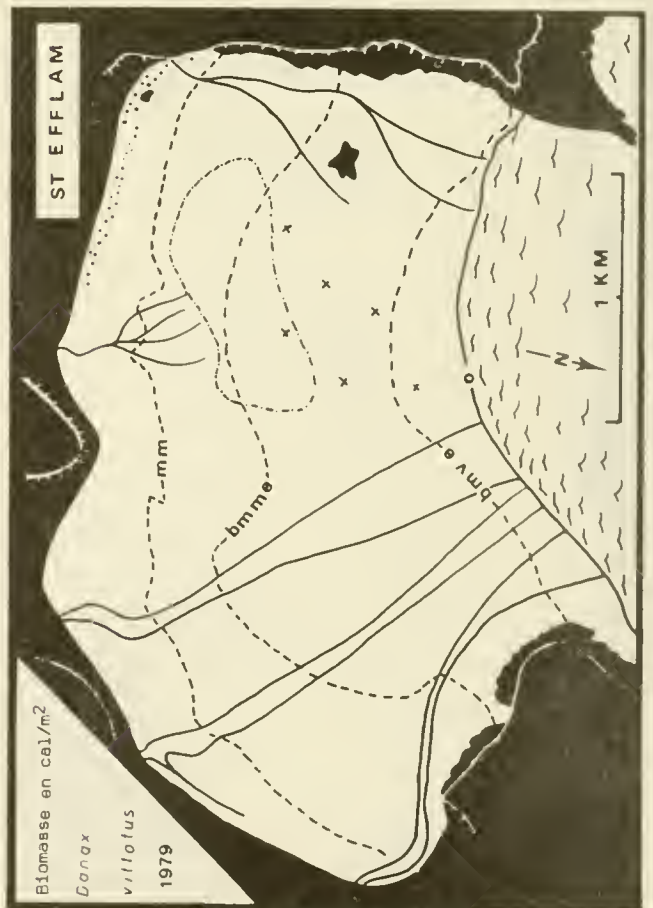 ST EFFLAM
mm
bmme
bmve
o
1 KM
N
Biomasse en cal/m²
Donax
vittatus
1979